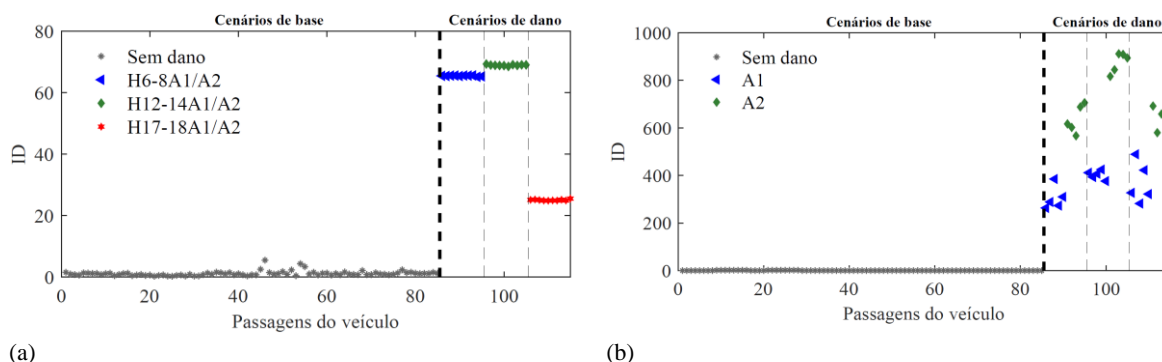 Cenários de base Cenários de dano
80
60
40
20
0
ID
Sem dano
H6-8A1/A2
H12-14A1/A2
H17-18A1/A2
1 20 40 60 80 100
Passagens do veículo
(a)
Cenários de base Cenários de dano
1000
800
600
400
200
0
ID
Sem dano
A1
A2
1 20 40 60 80 100
Passagens do veículo
(b)